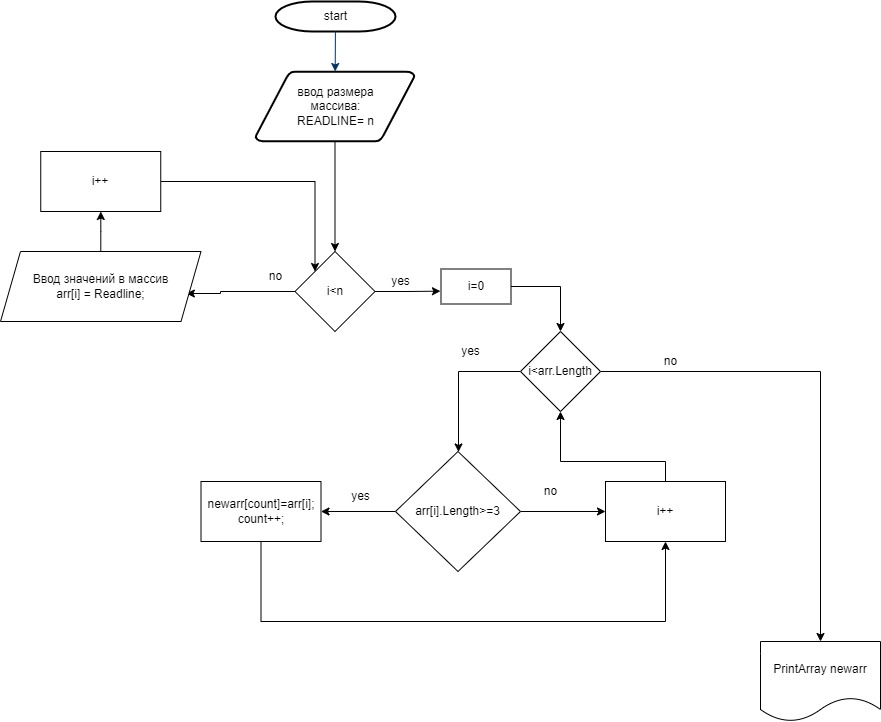 start
ввод размера
массива:
READLINE= n
i++
Ввод значений в массив
arr[i] = Readline;
no
i<n
yes
i=0
yes
i<arr.Length
no
newarr[count]=arr[i];
count++;
yes
arr[i].Length>=3
no
i++
PrintArray newarr